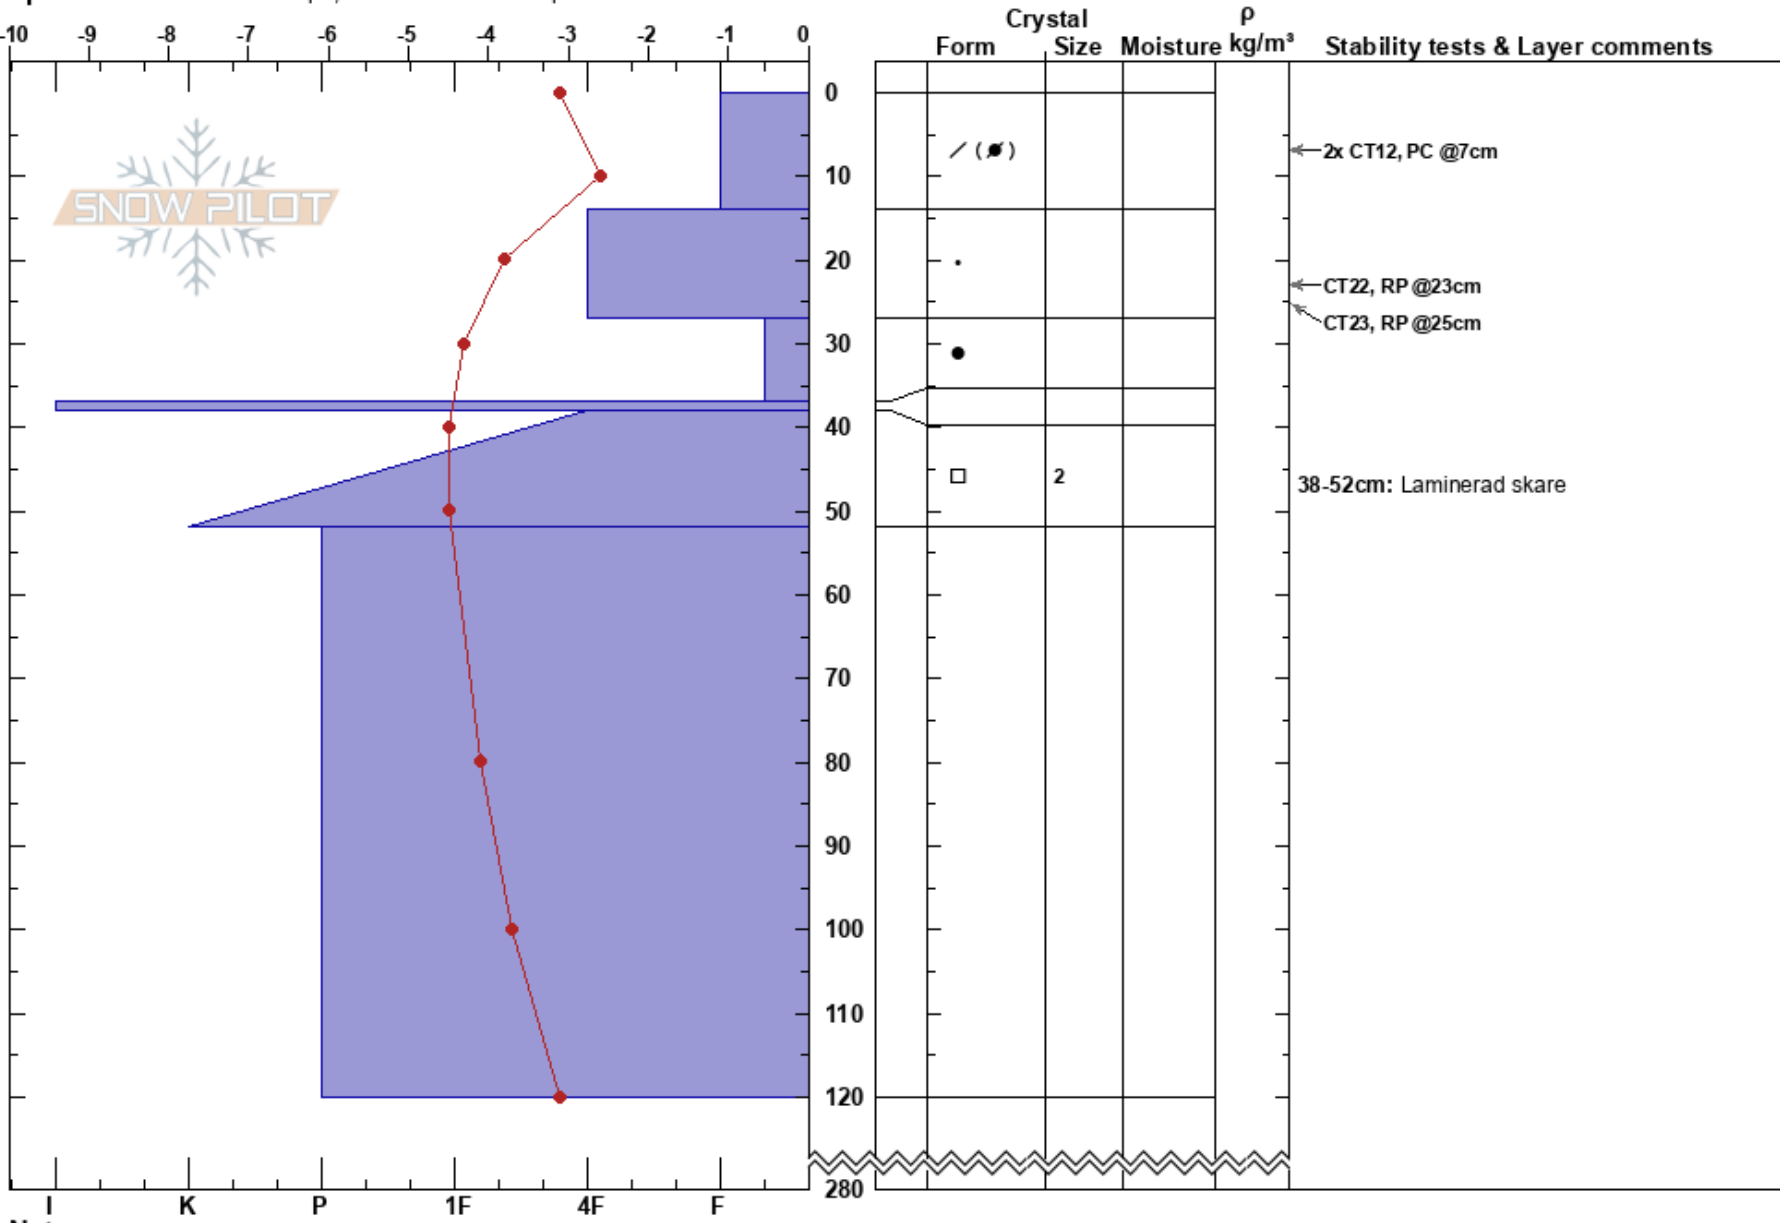 Crystal ρ
Form Size Moisture kg/m³ Stability tests & Layer comments
-10 -9 -8 -7 -6 -5 -4 -3 -2 -1 0
SNOW PILOT
0
10
20
30
40
50
60
70
80
90
100
110
120
280
2x CT12, PC @7cm
CT22, RP @23cm
CT23, RP @25cm
2
38-52cm: Laminerad skare
I K P 1F 4F F